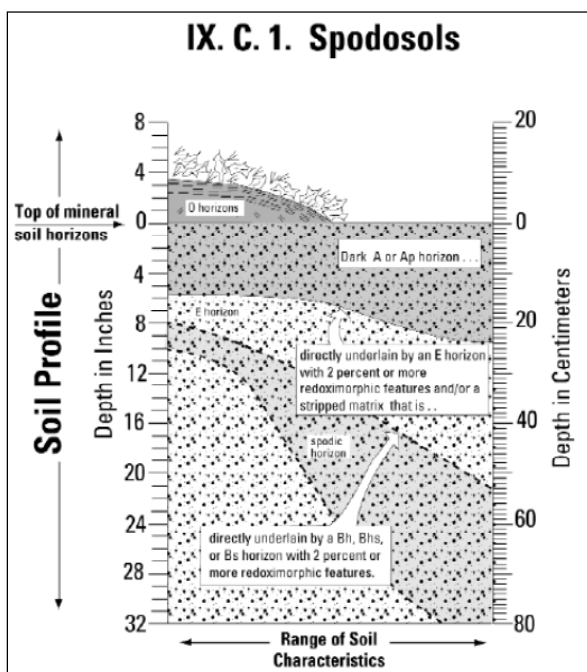 IX. C. 1. Spodosols
8
4
0
4
8
12
16
20
24
28
32
20
0
20
40
60
80
Top of mineral
soil horizons
Soil Profile
Depth in Inches
Depth in Centimeters
O horizons
Dark A or Ap horizon . . .
E horizon
directly underlain by an E horizon
with 2 percent or more
redoximorphic features and/or a
stripped matrix that is . .
spodic
horizon
directly underlain by a Bh, Bhs,
or Bs horizon with 2 percent or
more redoximorphic features.
Range of Soil
Characteristics